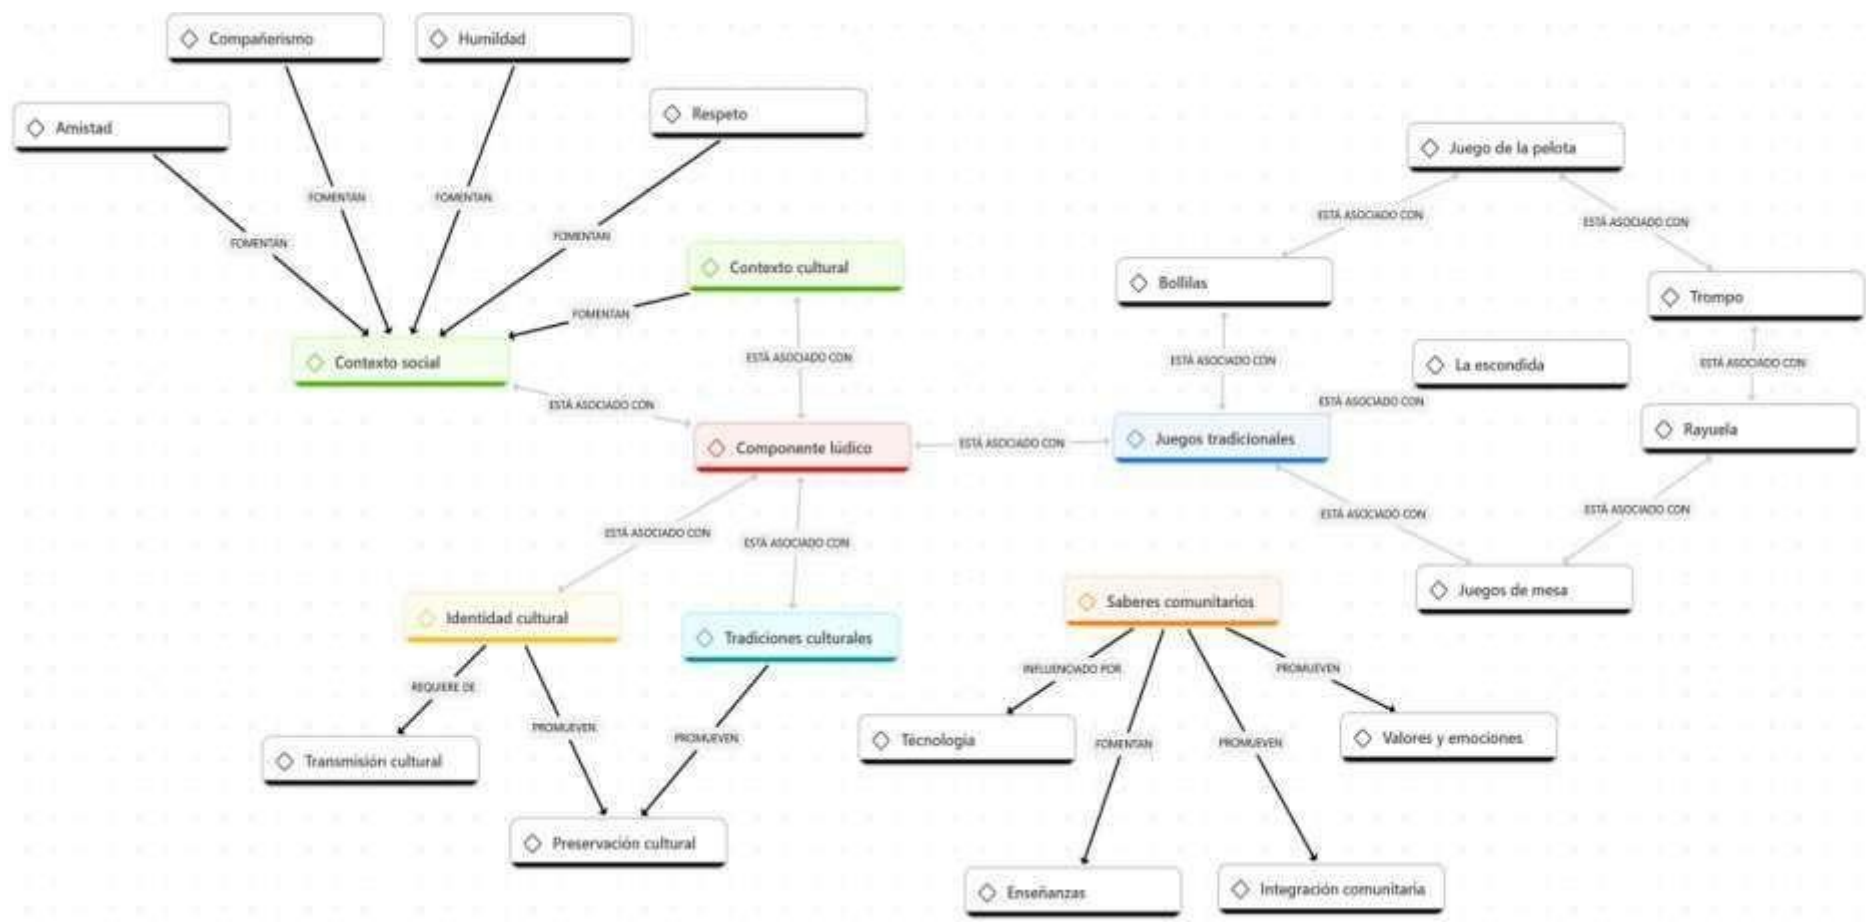 Compañerismo
Humildad
Amistad
Respeto
Juego de la pelota
FOMENTAN
FOMENTAN
ESTÁ ASOCIADO CON
ESTÁ ASOCIADO CON
FOMENTAN
FOMENTAN
Contexto cultural
Bollilas
Trompo
FOMENTAN
Contexto social
ESTÁ ASOCIADO CON
ESTÁ ASOCIADO CON
La escondida
ESTÁ ASOCIADO CON
ESTÁ ASOCIADO CON
ESTÁ ASOCIADO CON
Componente lúdico
ESTÁ ASOCIADO CON
Juegos tradicionales
Rayuela
ESTÁ ASOCIADO CON
ESTÁ ASOCIADO CON
ESTÁ ASOCIADO CON
ESTÁ ASOCIADO CON
Identidad cultural
Tradiciones culturales
Saberes comunitarios
Juegos de mesa
REQUIERE DE
PROMUEVEN
PROMUEVEN
INFLUENCIADO POR
PROMUEVEN
Transmisión cultural
Tecnología
FOMENTAN
PROMUEVEN
Valores y emociones
Preservación cultural
Enseñanzas
Integración comunitaria